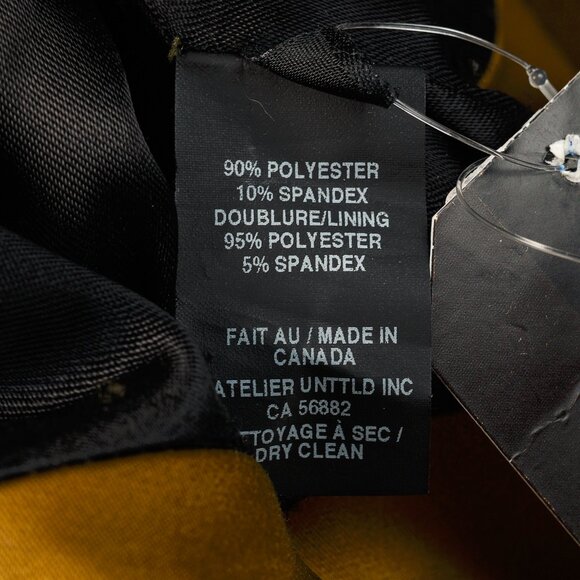 90% POLYESTER
10% SPANDEX
DOUBLURE/LINING
95% POLYESTER
5% SPANDEX
FAIT AU / MADE IN
CANADA
ATELIER UNTTLD INC
CA 56882
TTOYAGE À SEC /
DRY CLEAN